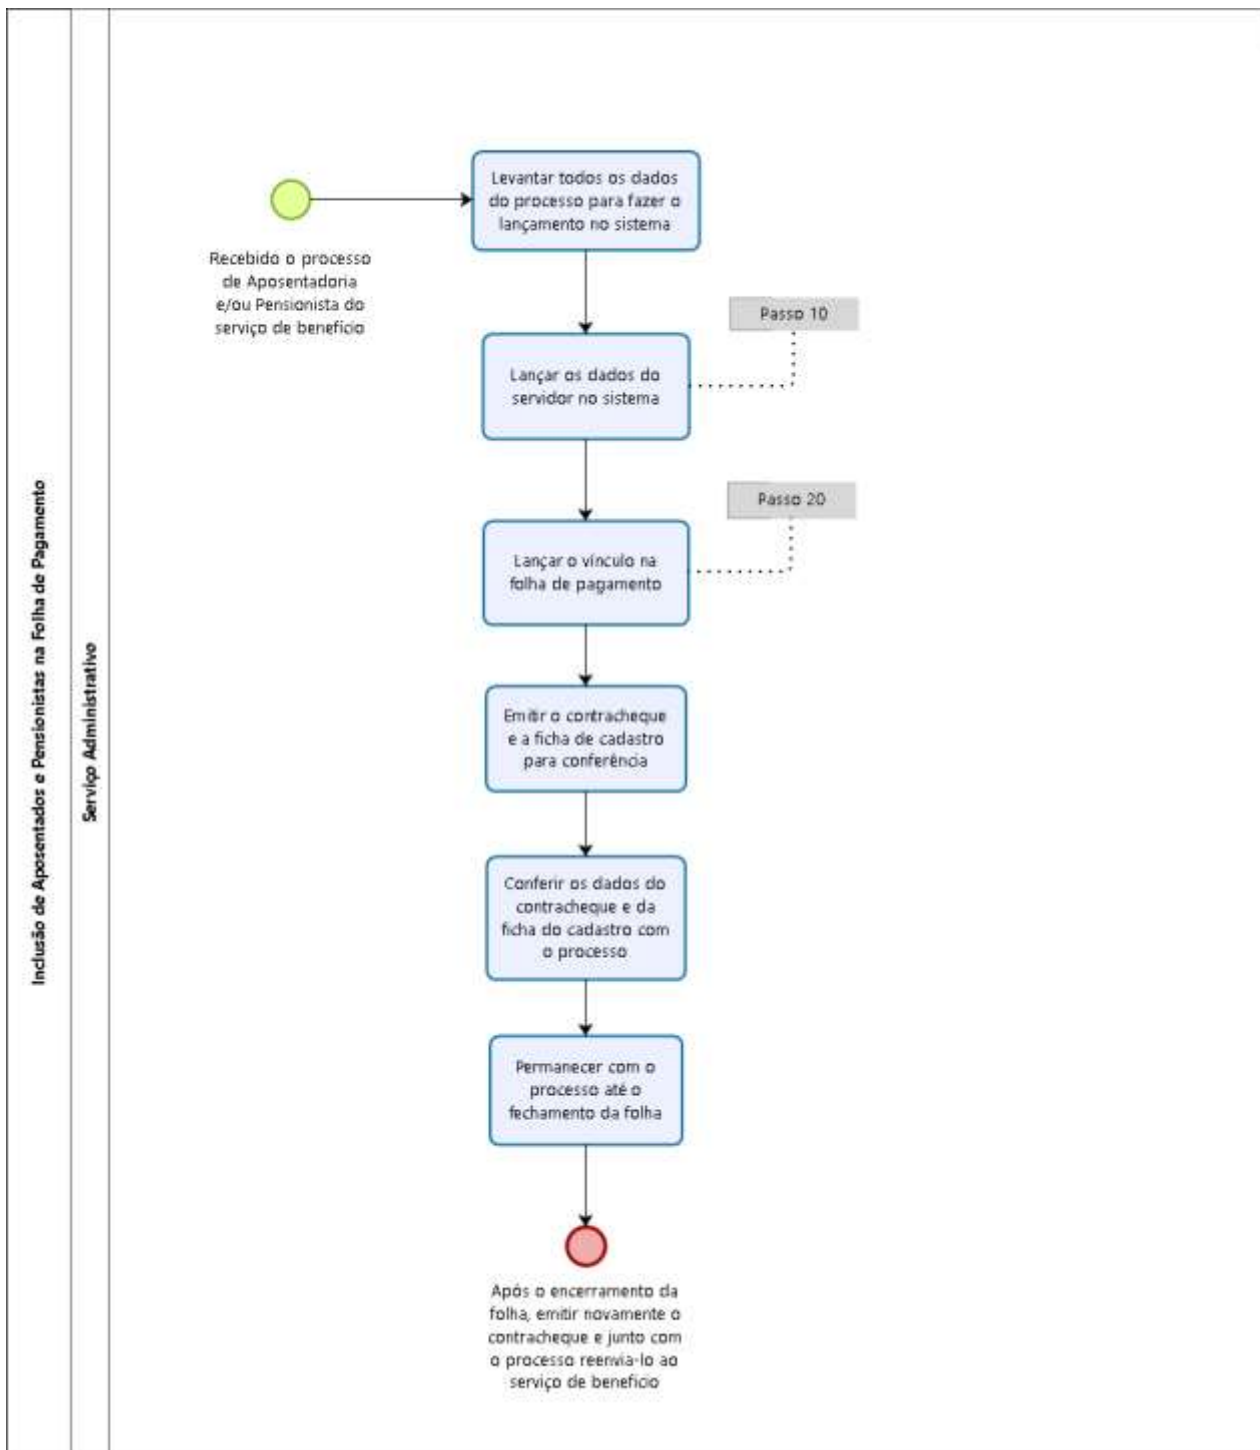 Inclusão de Aposentados e Pensionistas na Folha de Pagamento
Serviço Administrativo
Levantar todos os dados
do processo para fazer o
lançamento no sistema
Recebido o processo
de Aposentadoria
e/ou Pensionista do
serviço de benefício
Passo 10
Lançar os dados do
servidor no sistema
Passo 20
Lançar o vínculo na
folha de pagamento
Emitir o contracheque
e a ficha de cadastro
para conferência
Conferir os dados do
contracheque e da
ficha do cadastro com
o processo
Permanecer com o
processo até o
fechamento da folha
Após o encerramento da
folha, emitir novamente o
contracheque e junto com
o processo reenvia-lo ao
serviço de benefício